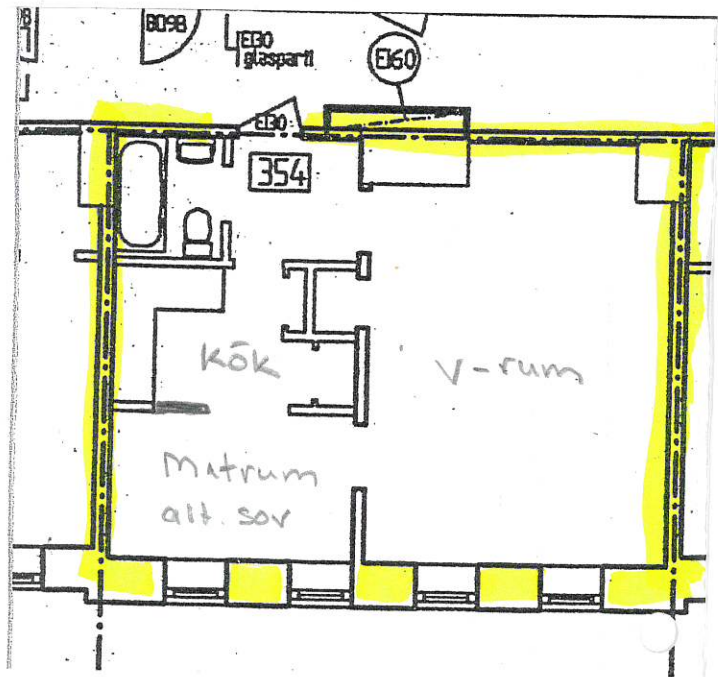 B09B
EI30
glasparti
EI60
EI30
354
Kök
V-rum
Matrum
alt. sov